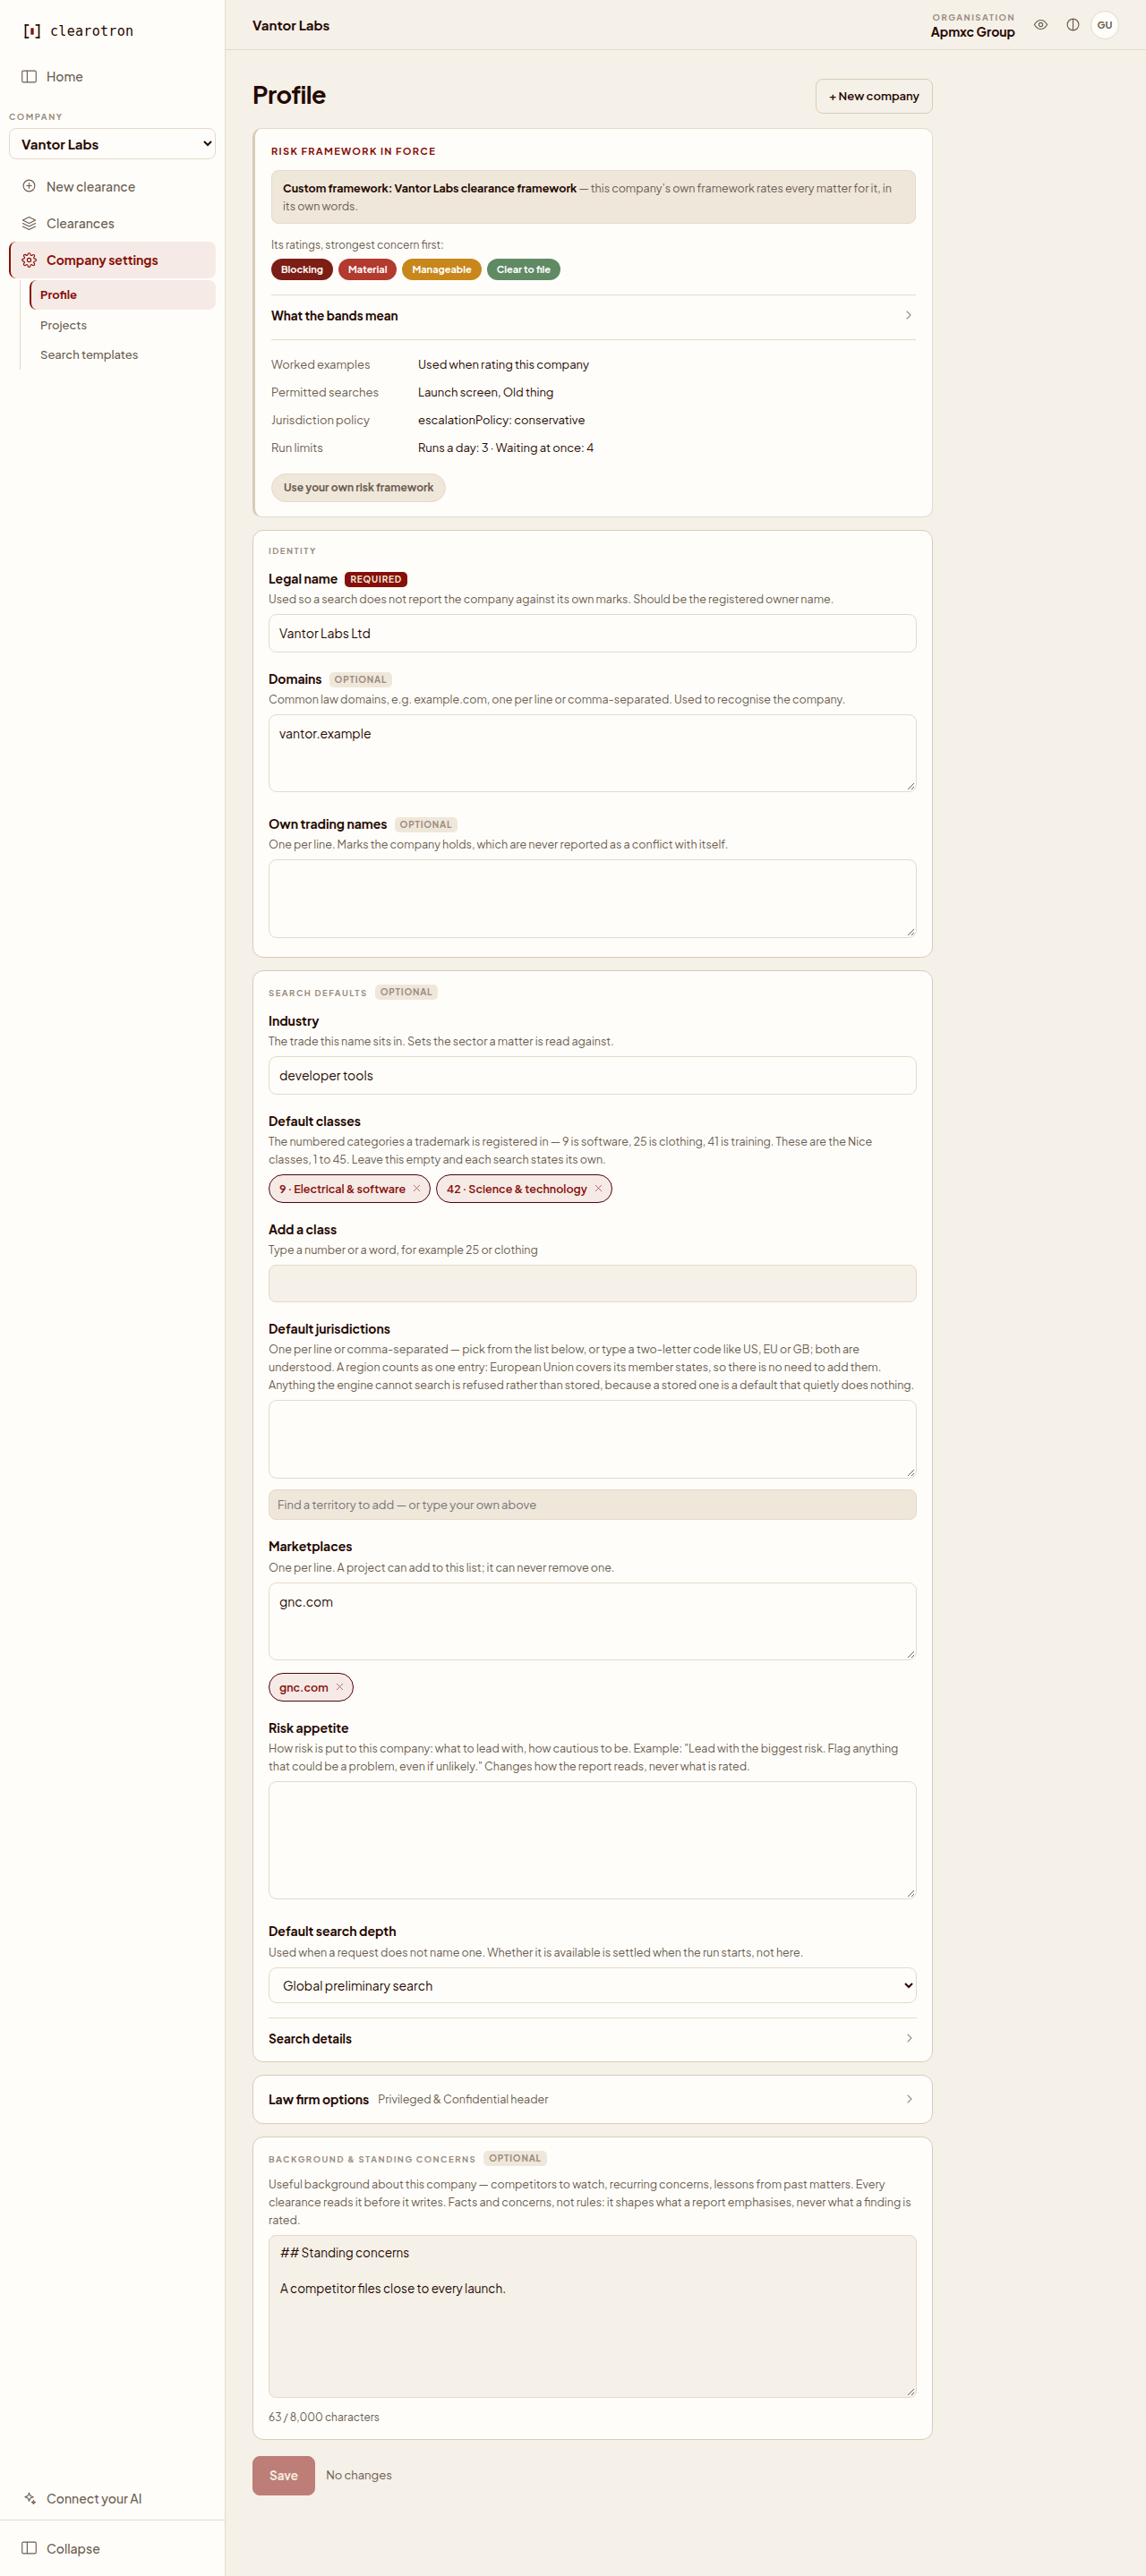 clearotron
Home
COMPANY
Vantor Labs
New clearance
Clearances
Company settings
Profile
Projects
Search templates
Connect your AI
Collapse
Vantor Labs
ORGANISATION
Apmxc Group
GU
Profile
+ New company
RISK FRAMEWORK IN FORCE
Custom framework: Vantor Labs clearance framework — this company's own framework rates every matter for it, in
its own words.
Its ratings, strongest concern first:
Blocking Material Manageable Clear to file
What the bands mean
Worked examples Used when rating this company
Permitted searches Launch screen, Old thing
Jurisdiction policy escalationPolicy: conservative
Run limits Runs a day: 3 · Waiting at once: 4
Use your own risk framework
IDENTITY
Legal name REQUIRED
Used so a search does not report the company against its own marks. Should be the registered owner name.
Vantor Labs Ltd
Domains OPTIONAL
Common law domains, e.g. example.com, one per line or comma-separated. Used to recognise the company.
vantor.example
Own trading names OPTIONAL
One per line. Marks the company holds, which are never reported as a conflict with itself.
SEARCH DEFAULTS OPTIONAL
Industry
The trade this name sits in. Sets the sector a matter is read against.
developer tools
Default classes
The numbered categories a trademark is registered in — 9 is software, 25 is clothing, 41 is training. These are the Nice
classes, 1 to 45. Leave this empty and each search states its own.
9 · Electrical & software × 42 · Science & technology ×
Add a class
Type a number or a word, for example 25 or clothing
Default jurisdictions
One per line or comma-separated — pick from the list below, or type a two-letter code like US, EU or GB; both are
understood. A region counts as one entry: European Union covers its member states, so there is no need to add them.
Anything the engine cannot search is refused rather than stored, because a stored one is a default that quietly does nothing.
Find a territory to add — or type your own above
Marketplaces
One per line. A project can add to this list; it can never remove one.
gnc.com
gnc.com ×
Risk appetite
How risk is put to this company: what to lead with, how cautious to be. Example: "Lead with the biggest risk. Flag anything
that could be a problem, even if unlikely." Changes how the report reads, never what is rated.
Default search depth
Used when a request does not name one. Whether it is available is settled when the run starts, not here.
Global preliminary search
Search details
Law firm options Privileged & Confidential header
BACKGROUND & STANDING CONCERNS OPTIONAL
Useful background about this company — competitors to watch, recurring concerns, lessons from past matters. Every
clearance reads it before it writes. Facts and concerns, not rules: it shapes what a report emphasises, never what a finding is
rated.
## Standing concerns
A competitor files close to every launch.
63 / 8,000 characters
Save No changes